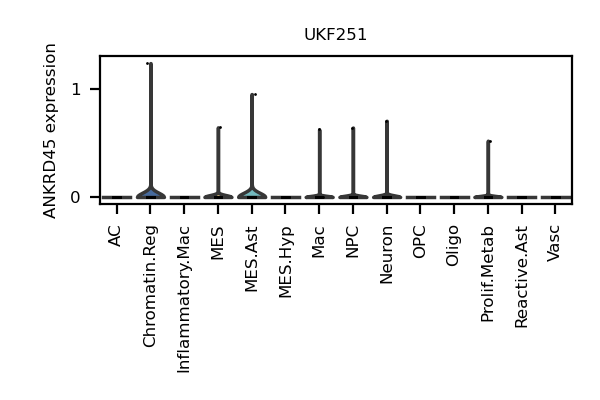 UKF251
ANKRD45 expression
1
0
AC
Chromatin.Reg
Inflammatory.Mac
MES
MES.Ast
MES.Hyp
Mac
NPC
Neuron
OPC
Oligo
Prolif.Metab
Reactive.Ast
Vasc